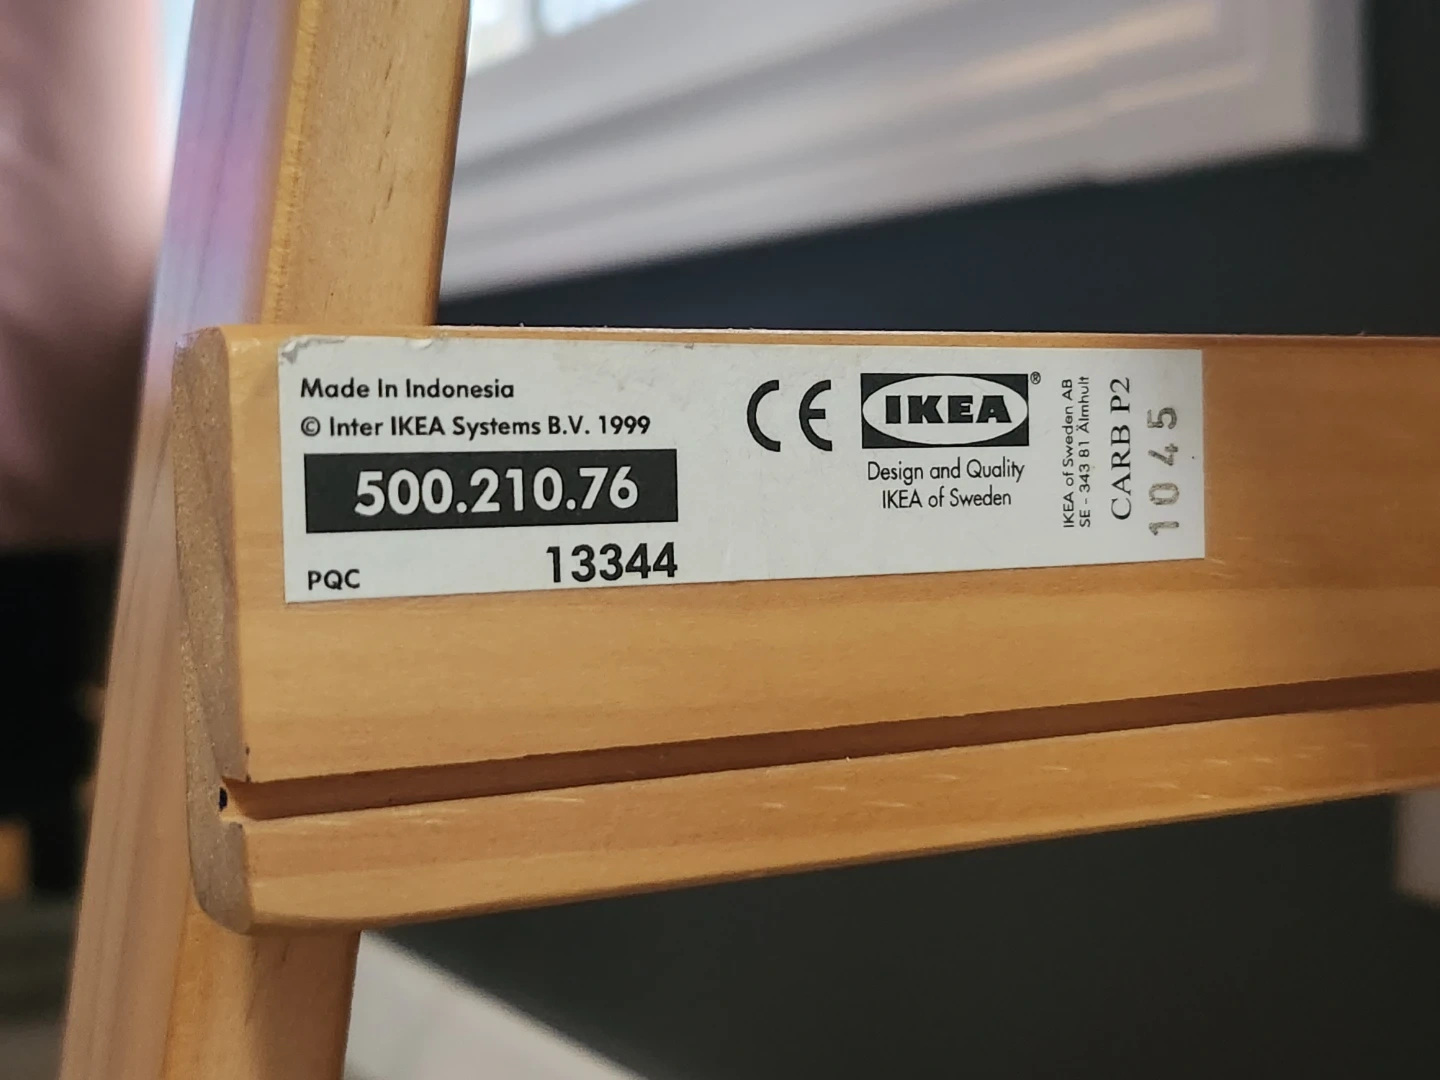 Made In Indonesia
© Inter IKEA Systems B.V. 1999
500.210.76
PQC 13344
CE
IKEA®
Design and Quality
IKEA of Sweden
IKEA of Sweden AB
SE - 343 81 Älmhult
CARB P2
1045